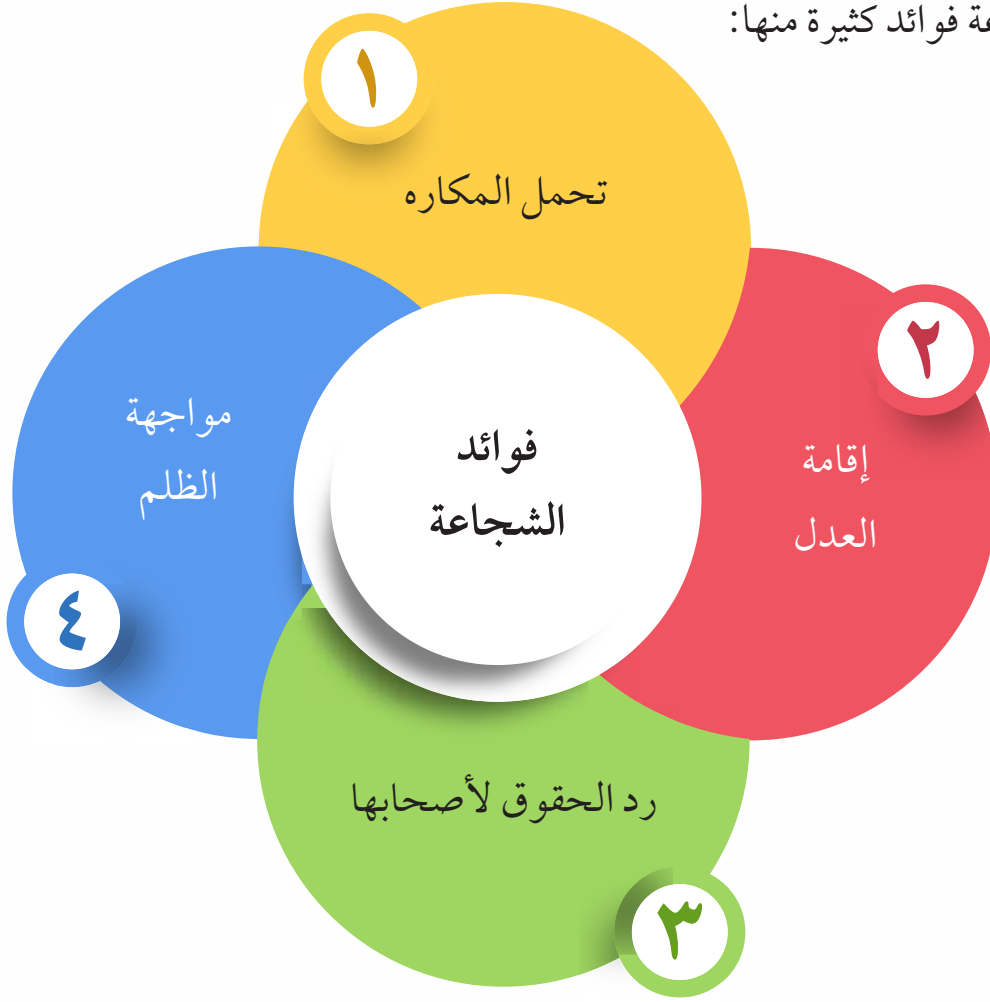 فوائد كثيرة منها:
١
تحمل المكاره
٢
إقامة
العدل
فوائد
الشجاعة
٣
رد الحقوق لأصحابها
٤
مواجهة
الظلم